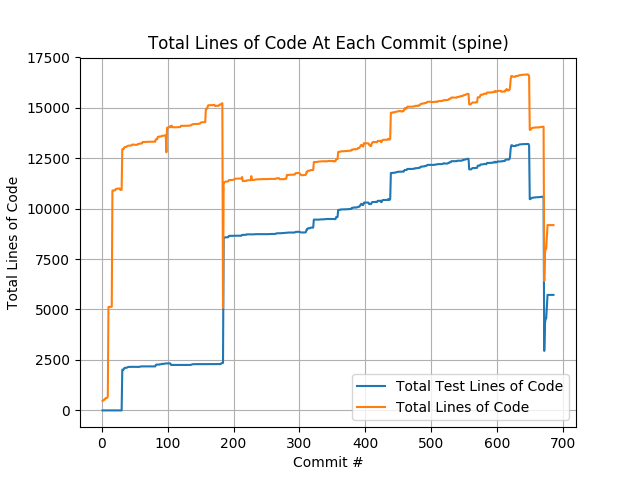 Total Lines of Code At Each Commit (spine)
Total Lines of Code
17500
15000
12500
10000
7500
5000
2500
0
Total Test Lines of Code
Total Lines of Code
0 100 200 300 400 500 600 700
Commit #